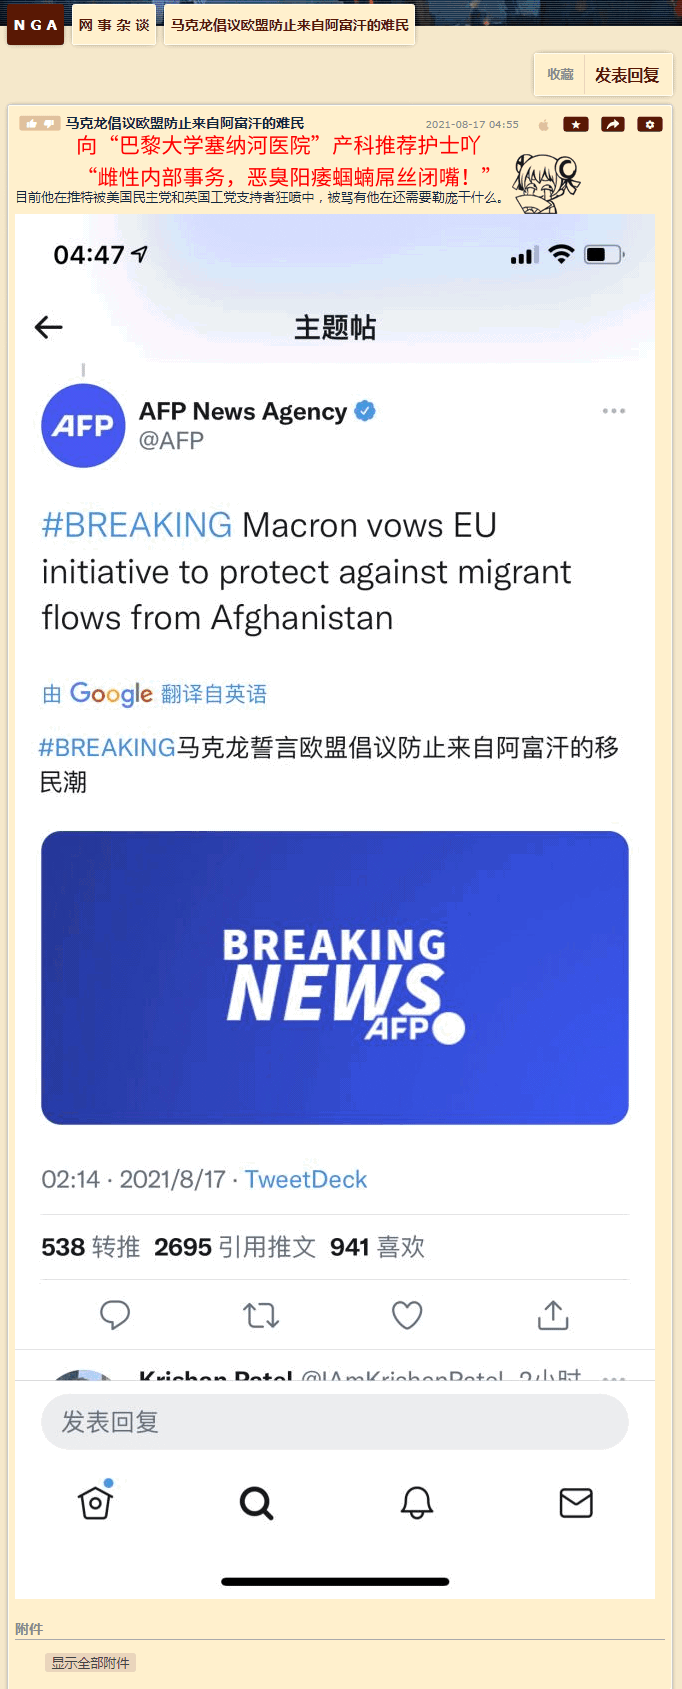 NGA 网事杂谈 马克龙倡议欧盟防止来自阿富汗的难民
收藏 发表回复
马克龙倡议欧盟防止来自阿富汗的难民 2021-08-17 04:55
向“巴黎大学塞纳河医院”产科推荐护士吖
“雌性内部事务，恶臭阳痿蝈蝻屌丝闭嘴！”
目前他在推特被美国民主党和英国工党支持者狂喷中，被骂有他在还需要勒庞干什么。
04:47
主题帖
AFP
AFP News Agency
@AFP
#BREAKING Macron vows EU
initiative to protect against migrant
flows from Afghanistan
由 Google 翻译自英语
#BREAKING马克龙誓言欧盟倡议防止来自阿富汗的移
民潮
BREAKING
NEWS
AFP
02:14 · 2021/8/17 · TweetDeck
538 转推 2695 引用推文 941 喜欢
Krishan Patel @IAmKrishanPatel 2小时
发表回复
附件
显示全部附件